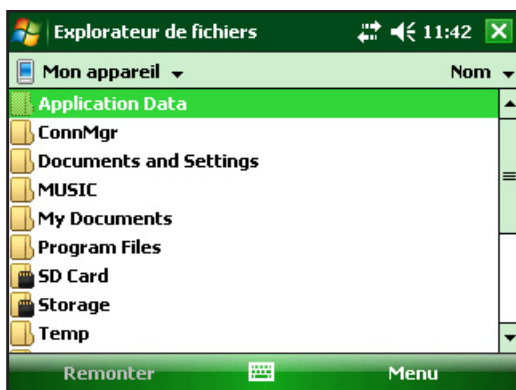 Explorateur de fichiers 11:42
Mon appareil Nom
Application Data
ConnMgr
Documents and Settings
MUSIC
My Documents
Program Files
SD Card
Storage
Temp
Remonter Menu